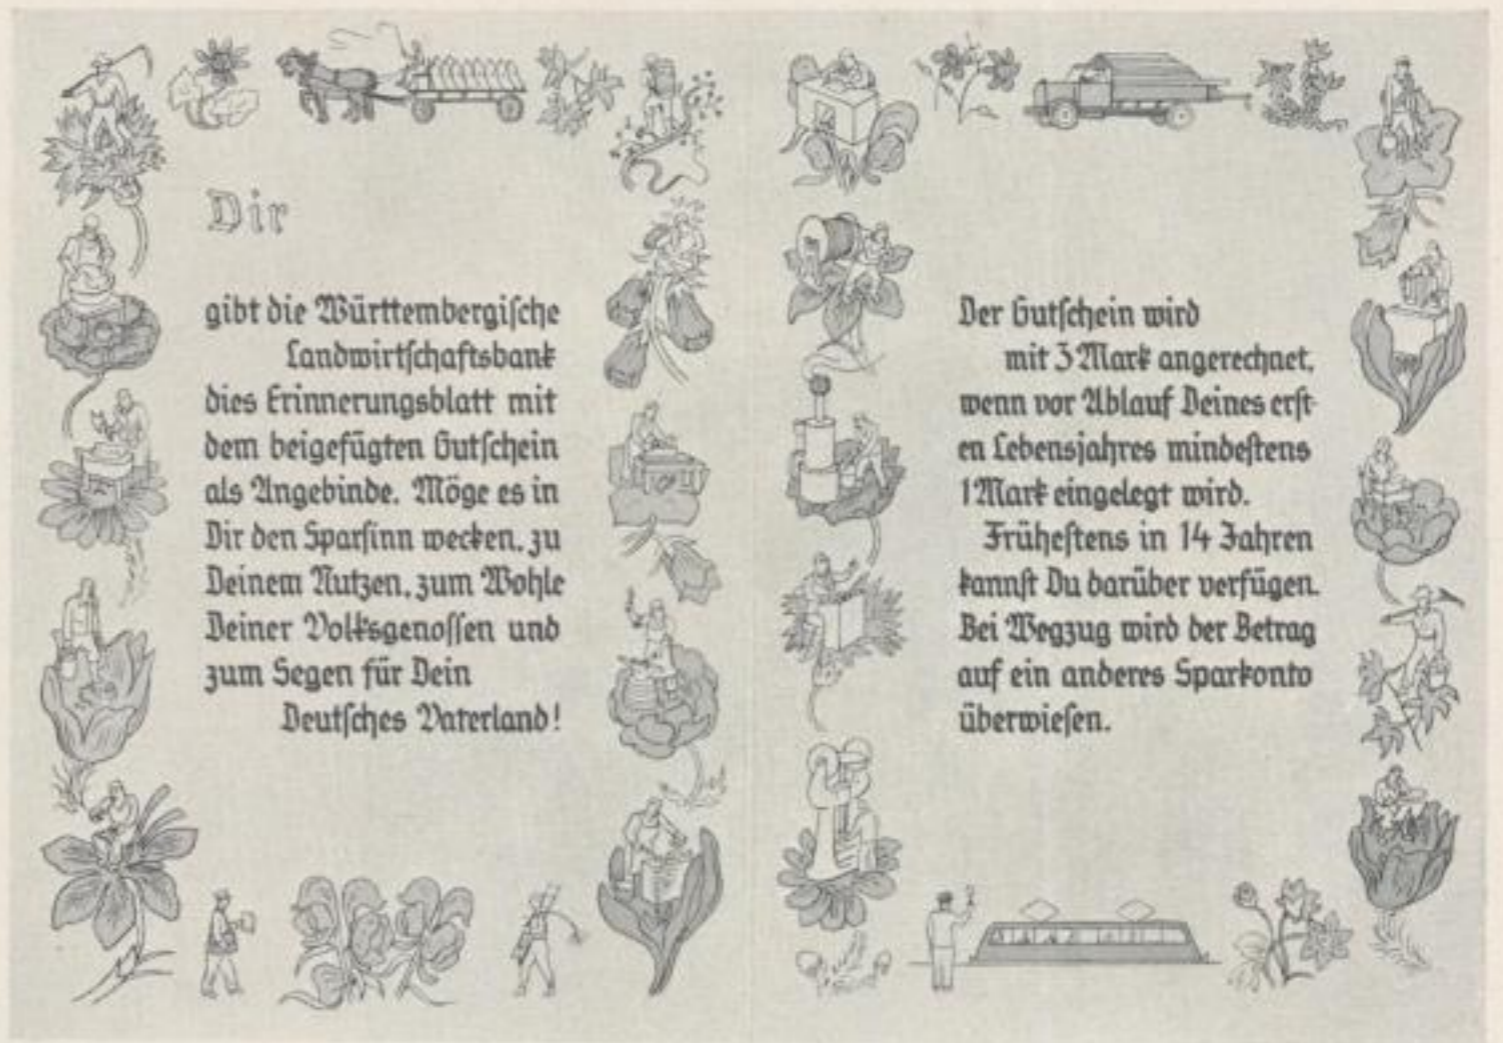 Dir
gibt die Württembergiſche
Landwirtſchaftsbank
dies Erinnerungsblatt mit
dem beigefügten Gutſchein
als Angebinde. Möge es in
Dir den Sparſinn wecken, zu
Deinem Nutzen, zum Wohle
Deiner Volksgenoſſen und
zum Segen für Dein
Deutſches Vaterland!
Der Gutſchein wird
mit 3 Mark angerechnet,
wenn vor Ablauf Deines erſt-
en Lebensjahres mindeſtens
1 Mark eingelegt wird.
Früheſtens in 14 Jahren
kannſt Du darüber verfügen.
Bei Wegzug wird der Betrag
auf ein anderes Sparkonto
überwieſen.